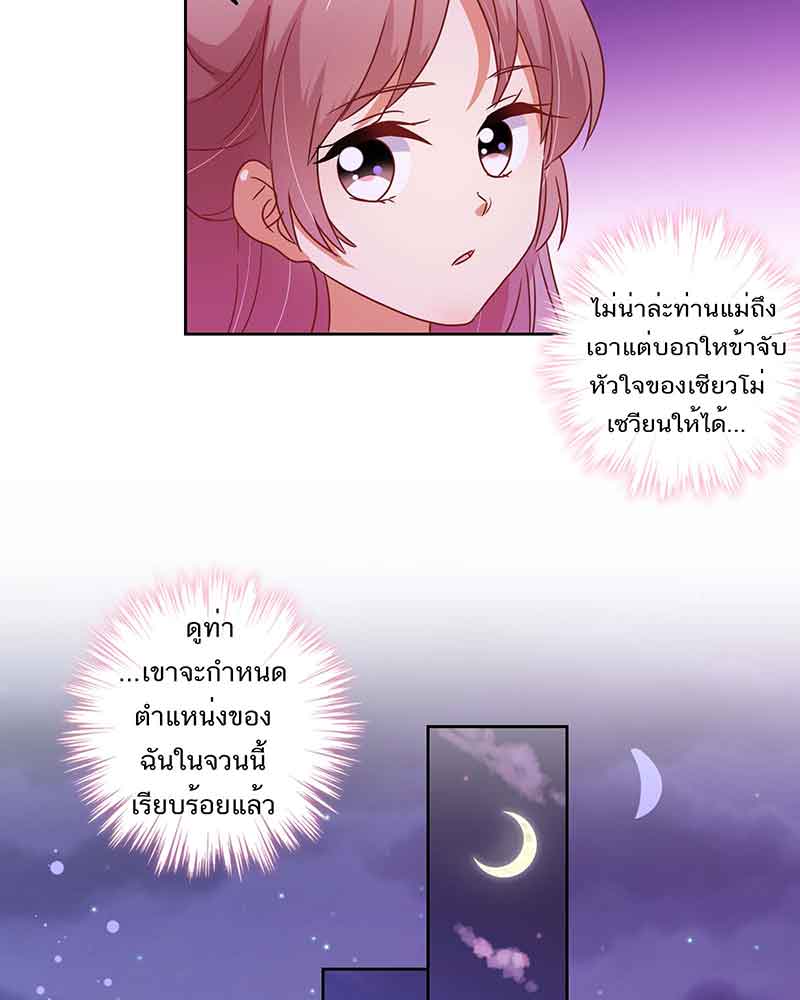 ไม่น่าล่ะท่านแม่ถึง
เอาแต่บอกให้ข้าจับ
หัวใจของเซียวโม่
เซวียนให้ได้...
ดูท่า
...เขาจะกำหนด
ตำแหน่งของ
ฉันในจวนนี้
เรียบร้อยแล้ว